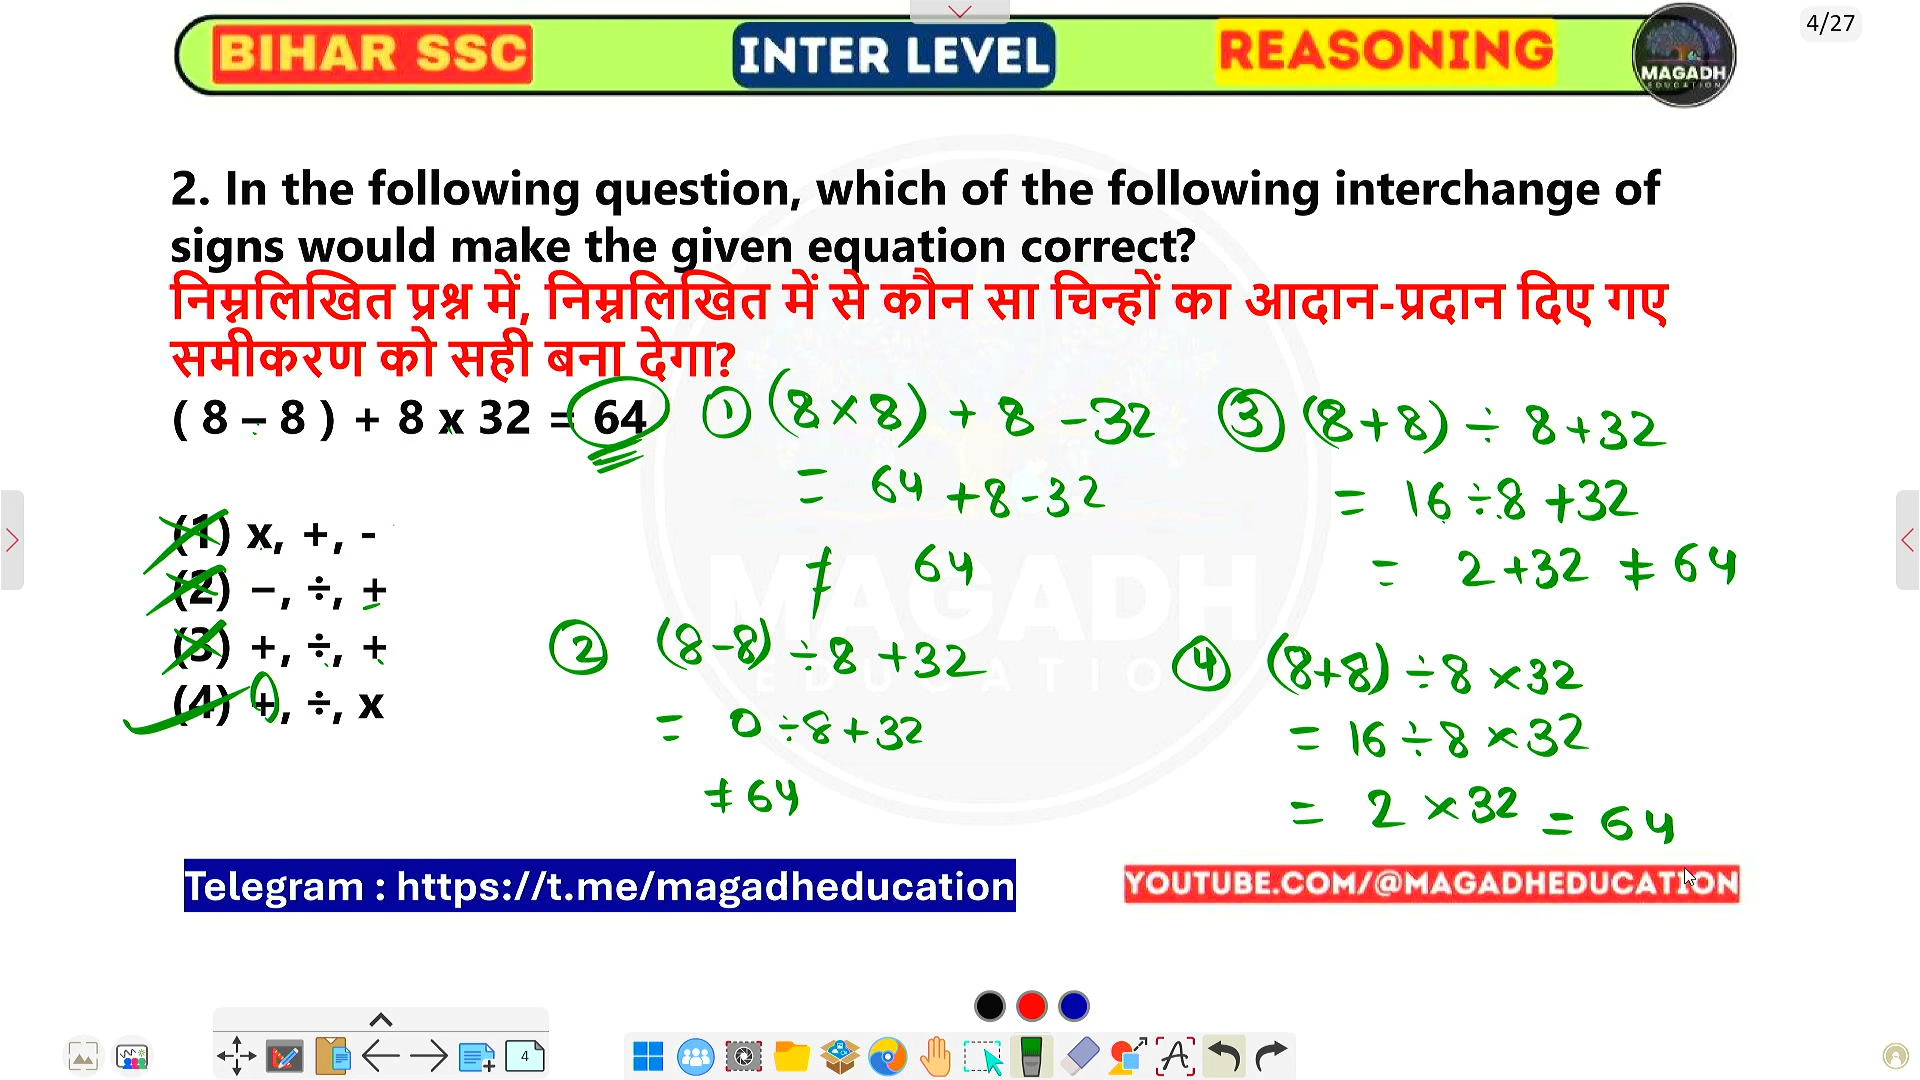 BIHAR SSC
INTER LEVEL
REASONING
MAGADH
EDUCATION
4/27
2. In the following question, which of the following interchange of
signs would make the given equation correct?
निम्नलिखित प्रश्न में, निम्नलिखित में से कौन सा चिन्हों का आदान-प्रदान दिए गए
समीकरण को सही बना देगा?
( 8 – 8 ) + 8 x 32 = 64
(1) x, +, -
(2) –, ÷, +
(3) +, ÷, +
(4) +, ÷, x
① (8 × 8) + 8 - 32
= 64 + 8 - 32
≠ 64
② (8-8) ÷ 8 + 32
= 0 ÷ 8 + 32
≠ 64
③ (8+8) ÷ 8 + 32
= 16 ÷ 8 + 32
= 2 + 32 ≠ 64
④ (8+8) ÷ 8 × 32
= 16 ÷ 8 × 32
= 2 × 32 = 64
MAGADH
EDUCATION
Telegram : https://t.me/magadheducation
YOUTUBE.COM/@MAGADHEDUCATION
4